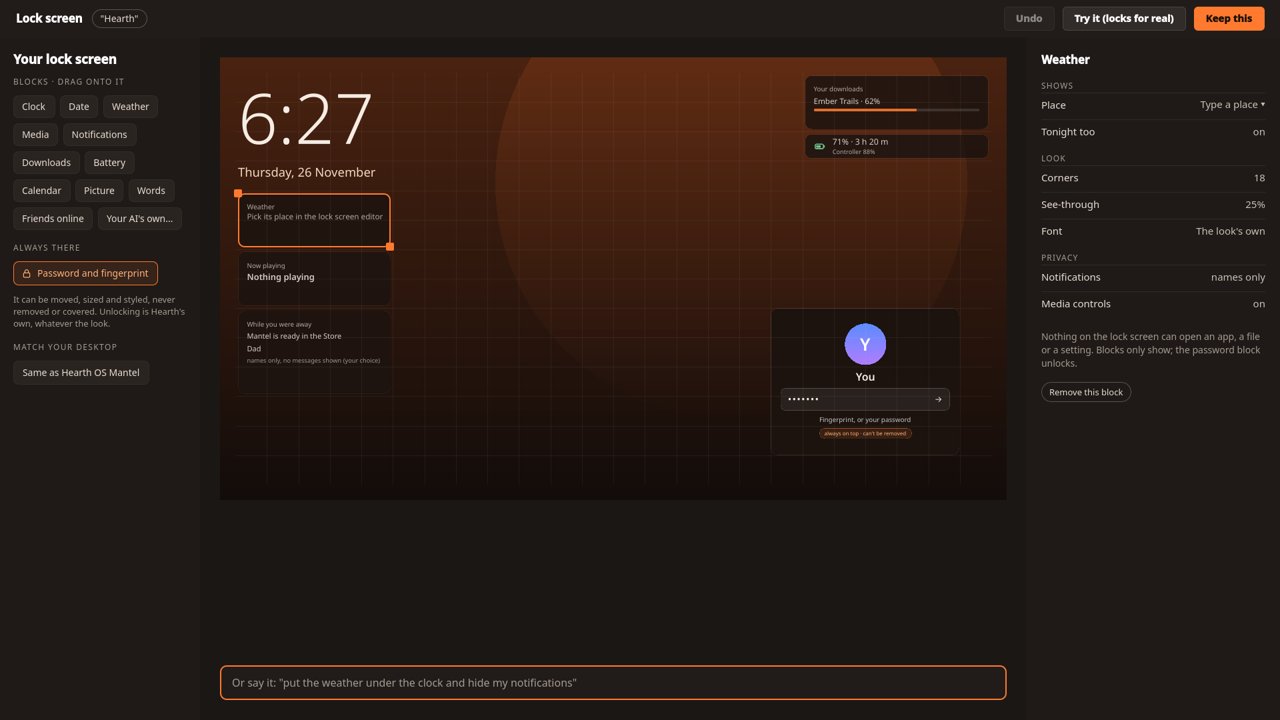 Lock screen
"Hearth"
Undo
Try it (locks for real)
Keep this
Your lock screen
BLOCKS · DRAG ONTO IT
Clock
Date
Weather
Media
Notifications
Downloads
Battery
Calendar
Picture
Words
Friends online
Your AI's own...
ALWAYS THERE
Password and fingerprint
It can be moved, sized and styled, never
removed or covered. Unlocking is Hearth's
own, whatever the look.
MATCH YOUR DESKTOP
Same as Hearth OS Mantel
6:27
Thursday, 26 November
Weather
Pick its place in the lock screen editor
Now playing
Nothing playing
While you were away
Mantel is ready in the Store
Dad
names only, no messages shown (your choice)
Your downloads
Ember Trails · 62%
71% · 3 h 20 m
Controller 88%
Y
You
•••••••
Fingerprint, or your password
always on top · can't be removed
Or say it: "put the weather under the clock and hide my notifications"
Weather
SHOWS
Place
Type a place ▾
Tonight too
on
LOOK
Corners
18
See-through
25%
Font
The look's own
PRIVACY
Notifications
names only
Media controls
on
Nothing on the lock screen can open an app, a file
or a setting. Blocks only show; the password block
unlocks.
Remove this block